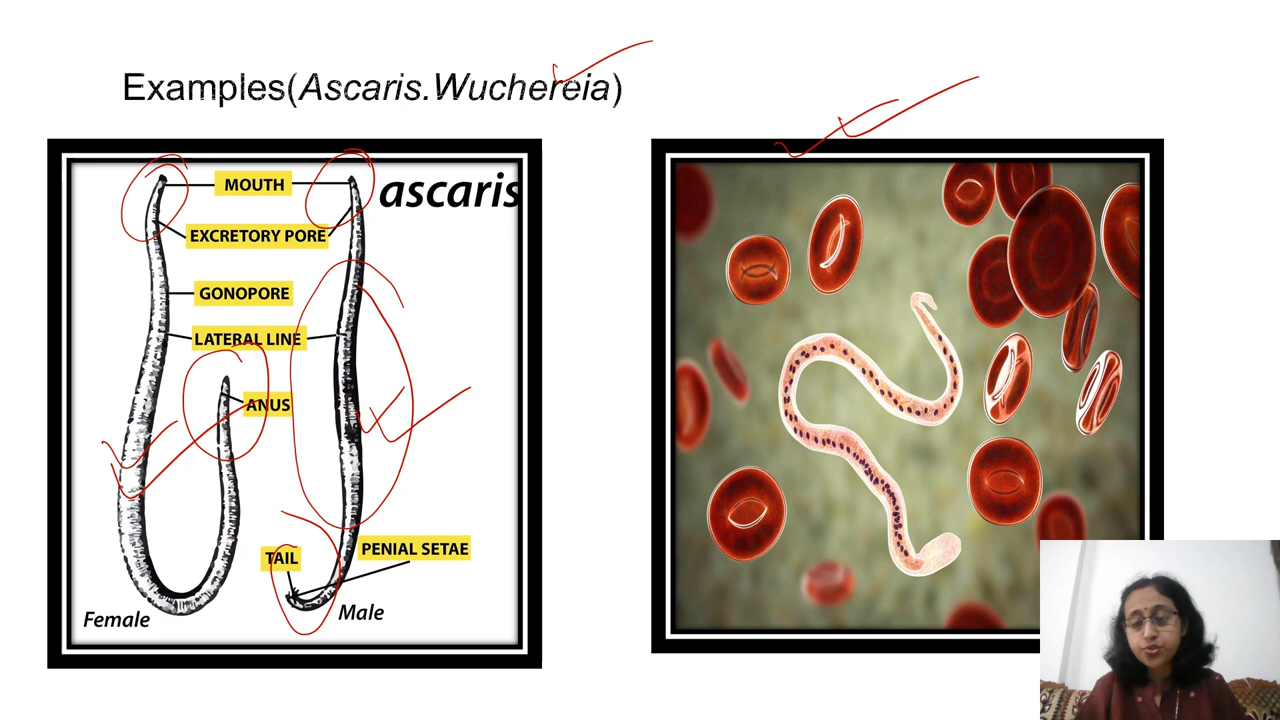 Examples(Ascaris.Wuchereia)
ascaris
MOUTH
EXCRETORY PORE
GONOPORE
LATERAL LINE
ANUS
TAIL
PENIAL SETAE
Female
Male